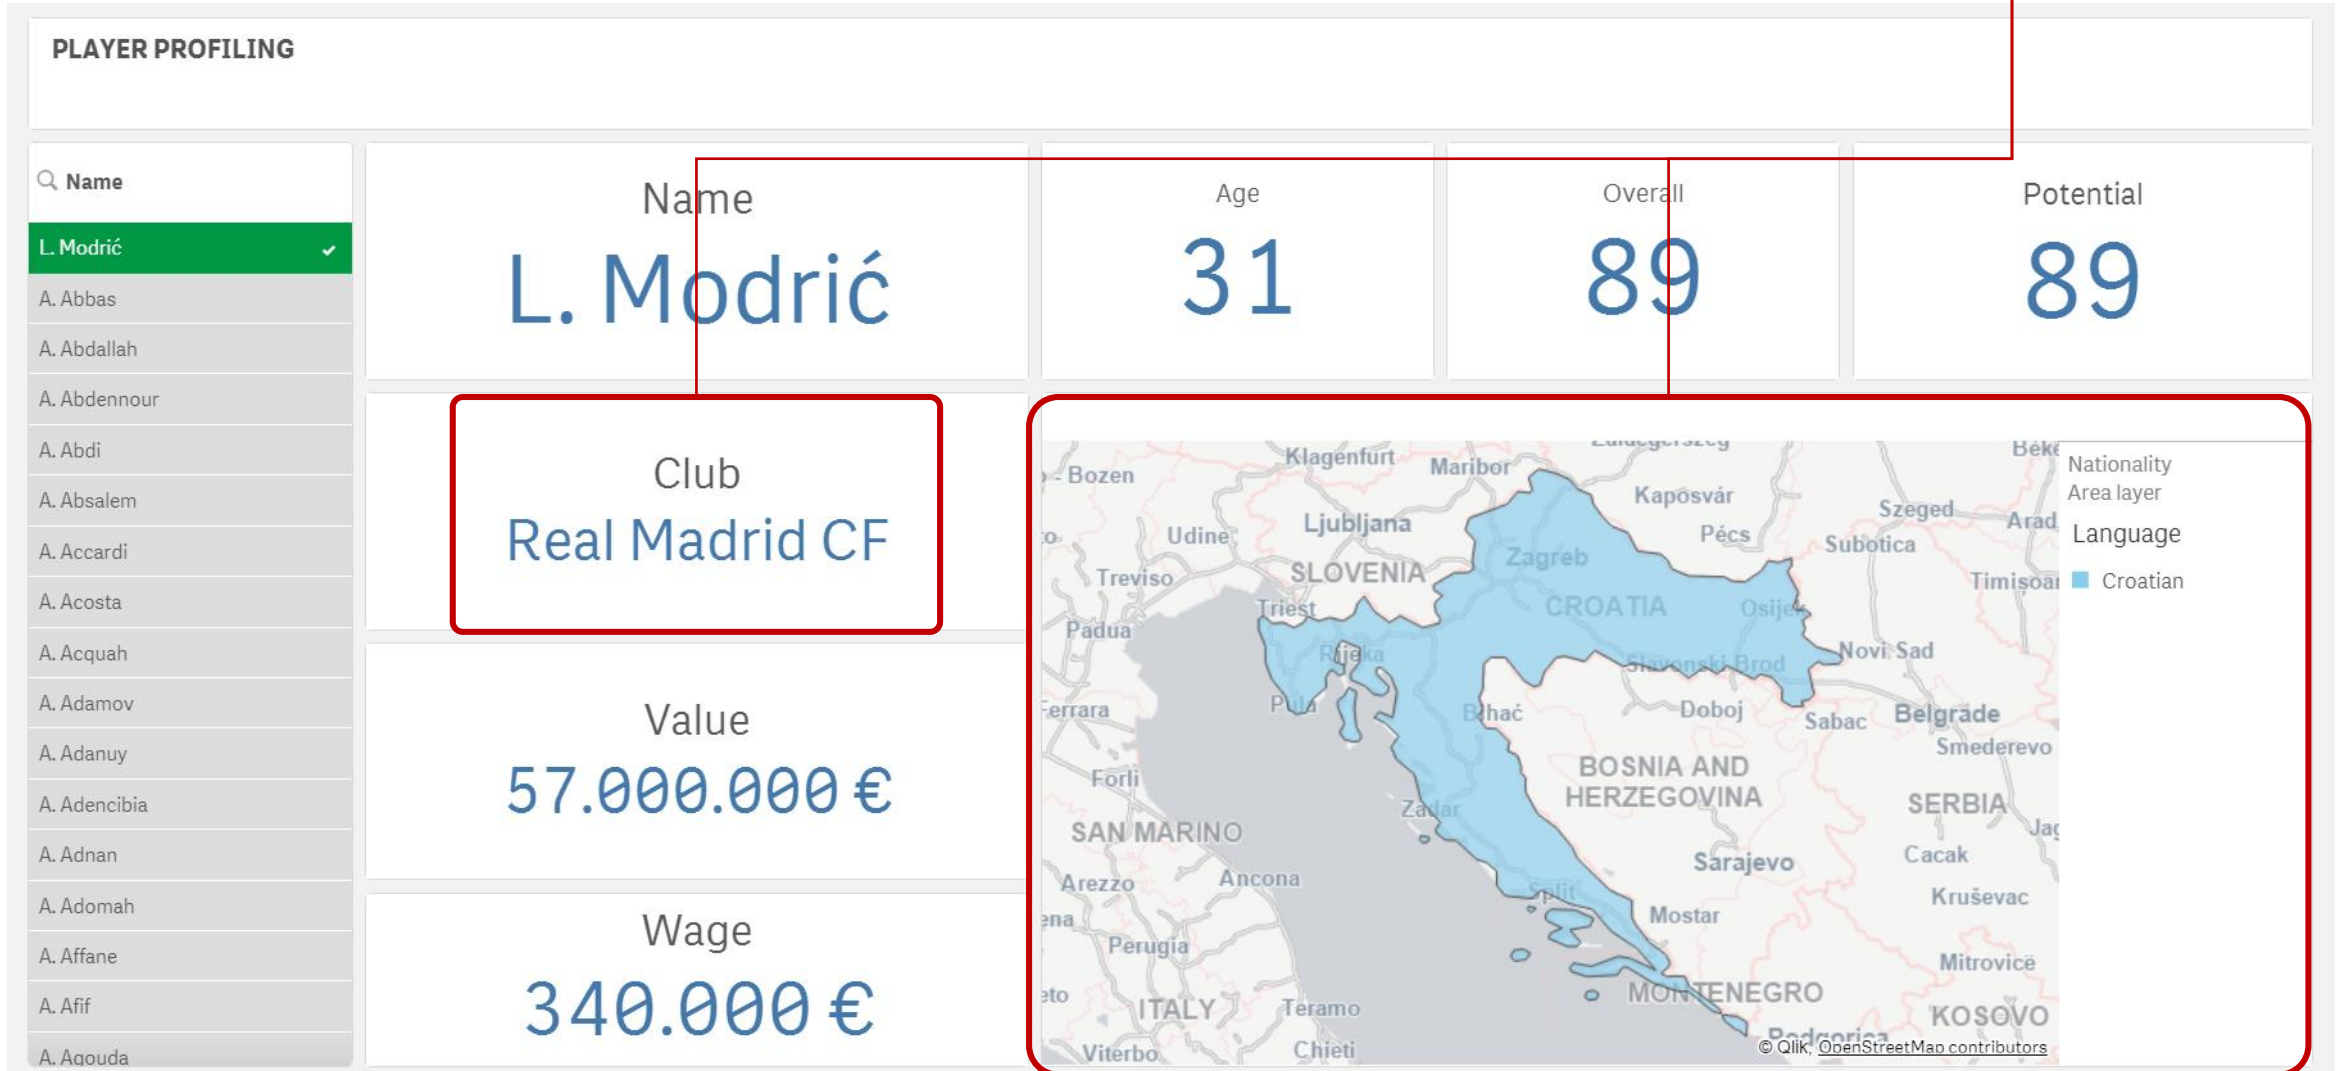 PLAYER PROFILING
Name
L. Modrić
A. Abbas
A. Abdallah
A. Abdennour
A. Abdi
A. Absalem
A. Accardi
A. Acosta
A. Acquah
A. Adamov
A. Adanuy
A. Adencibia
A. Adnan
A. Adomah
A. Affane
A. Afif
A. Agouda
Name
L. Modrić
Age
31
Overall
89
Potential
89
Club
Real Madrid CF
Value
57.000.000 €
Wage
340.000 €
Klagenfurt
Maribor
- Bozen
Kaposvár
Szeged
Arad
Udine
Ljubljana
Pécs
Subotica
Zagreb
Treviso
SLOVENIA
Triest
CROATIA
Osijek
Padua
Rijeka
Slavonski Brod
Novi Sad
Pula
Bihać
Doboj
Sabac
Belgrade
Smederevo
Forli
BOSNIA AND
HERZEGOVINA
Zadar
SERBIA
SAN MARINO
Sarajevo
Cacak
Arezzo
Ancona
Split
Kruševac
Mostar
Perugia
Mitrovicë
ITALY
Teramo
MONTENEGRO
KOSOVO
Podgorica
Viterbo
Chieti
© Qlik, OpenStreetMap contributors
Nationality
Area layer
Language
Croatian